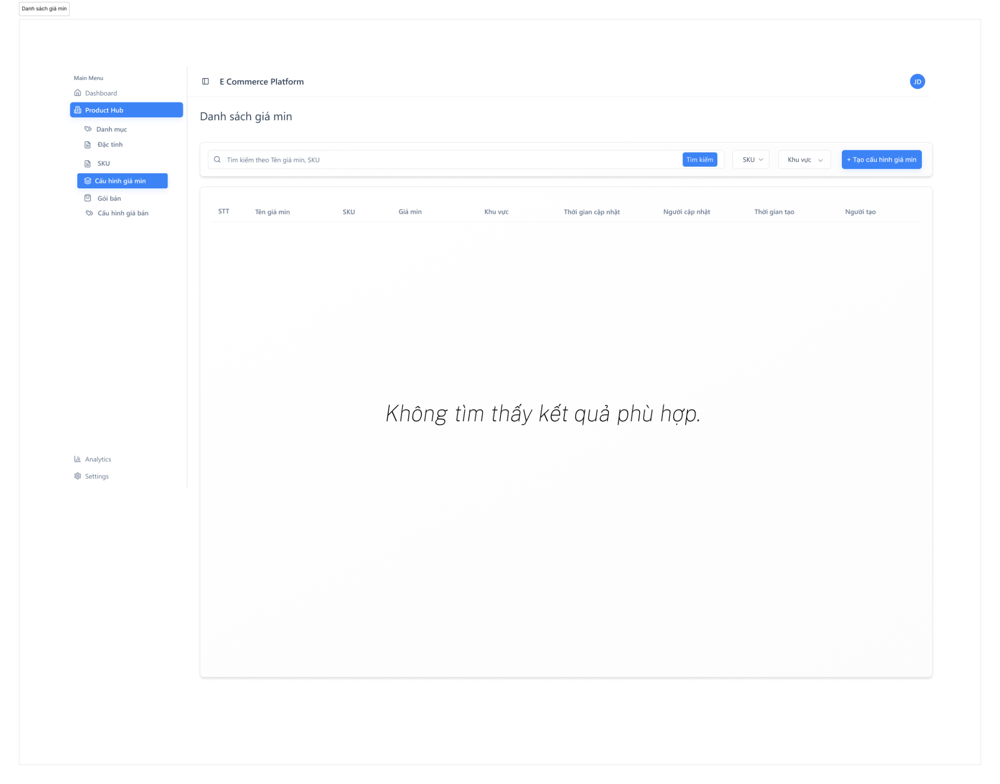 Danh sách giá min
Main Menu
Dashboard
Product Hub
Danh mục
Đặc tính
SKU
Cấu hình giá min
Gói bán
Cấu hình giá bán
Analytics
Settings
E Commerce Platform
JD
Danh sách giá min
Tìm kiếm theo Tên giá min, SKU
Tìm kiếm
SKU
Khu vực
+ Tạo cấu hình giá min
STT Tên giá min SKU Giá min Khu vực Thời gian cập nhật Người cập nhật Thời gian tạo Người tạo
Không tìm thấy kết quả phù hợp.